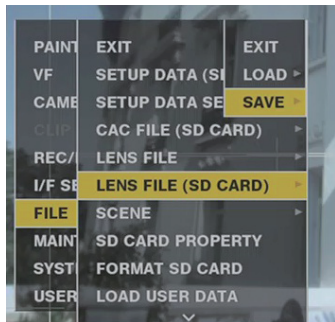 PAINT
VF
CAME
CLIP
REC/
I/F SE
FILE
MAIN
SYST
USER
EXIT
SETUP DATA (S
SETUP DATA SE
CAC FILE (SD CARD)
LENS FILE
LENS FILE (SD CARD)
SCENE
SD CARD PROPERTY
FORMAT SD CARD
LOAD USER DATA
EXIT
LOAD
SAVE